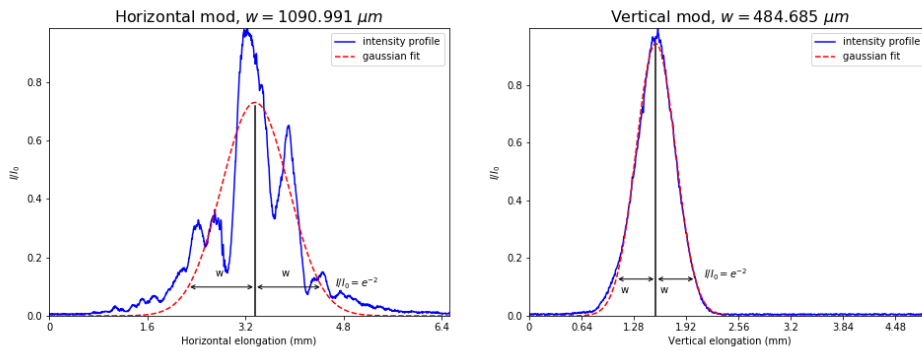 Horizontal mod, w = 1090.991 μm
intensity profile
gaussian fit
0.8
0.6
0.4
0.2
0.0
I/I₀
w
w
I/I₀ = e⁻²
0
1.6
3.2
4.8
6.4
Horizontal elongation (mm)
Vertical mod, w = 484.685 μm
intensity profile
gaussian fit
0.8
0.6
0.4
0.2
0.0
I/I₀
I/I₀ = e⁻²
w
w
0
0.64
1.28
1.92
2.56
3.2
3.84
4.48
Vertical elongation (mm)